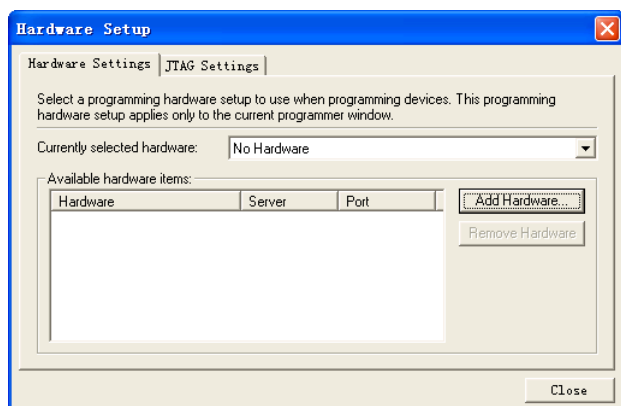 Hardware Setup
Hardware Settings JTAG Settings
Select a programming hardware setup to use when programming devices. This programming
hardware setup applies only to the current programmer window.
Currently selected hardware: No Hardware
Available hardware items:
Hardware Server Port
Add Hardware...
Remove Hardware
Close